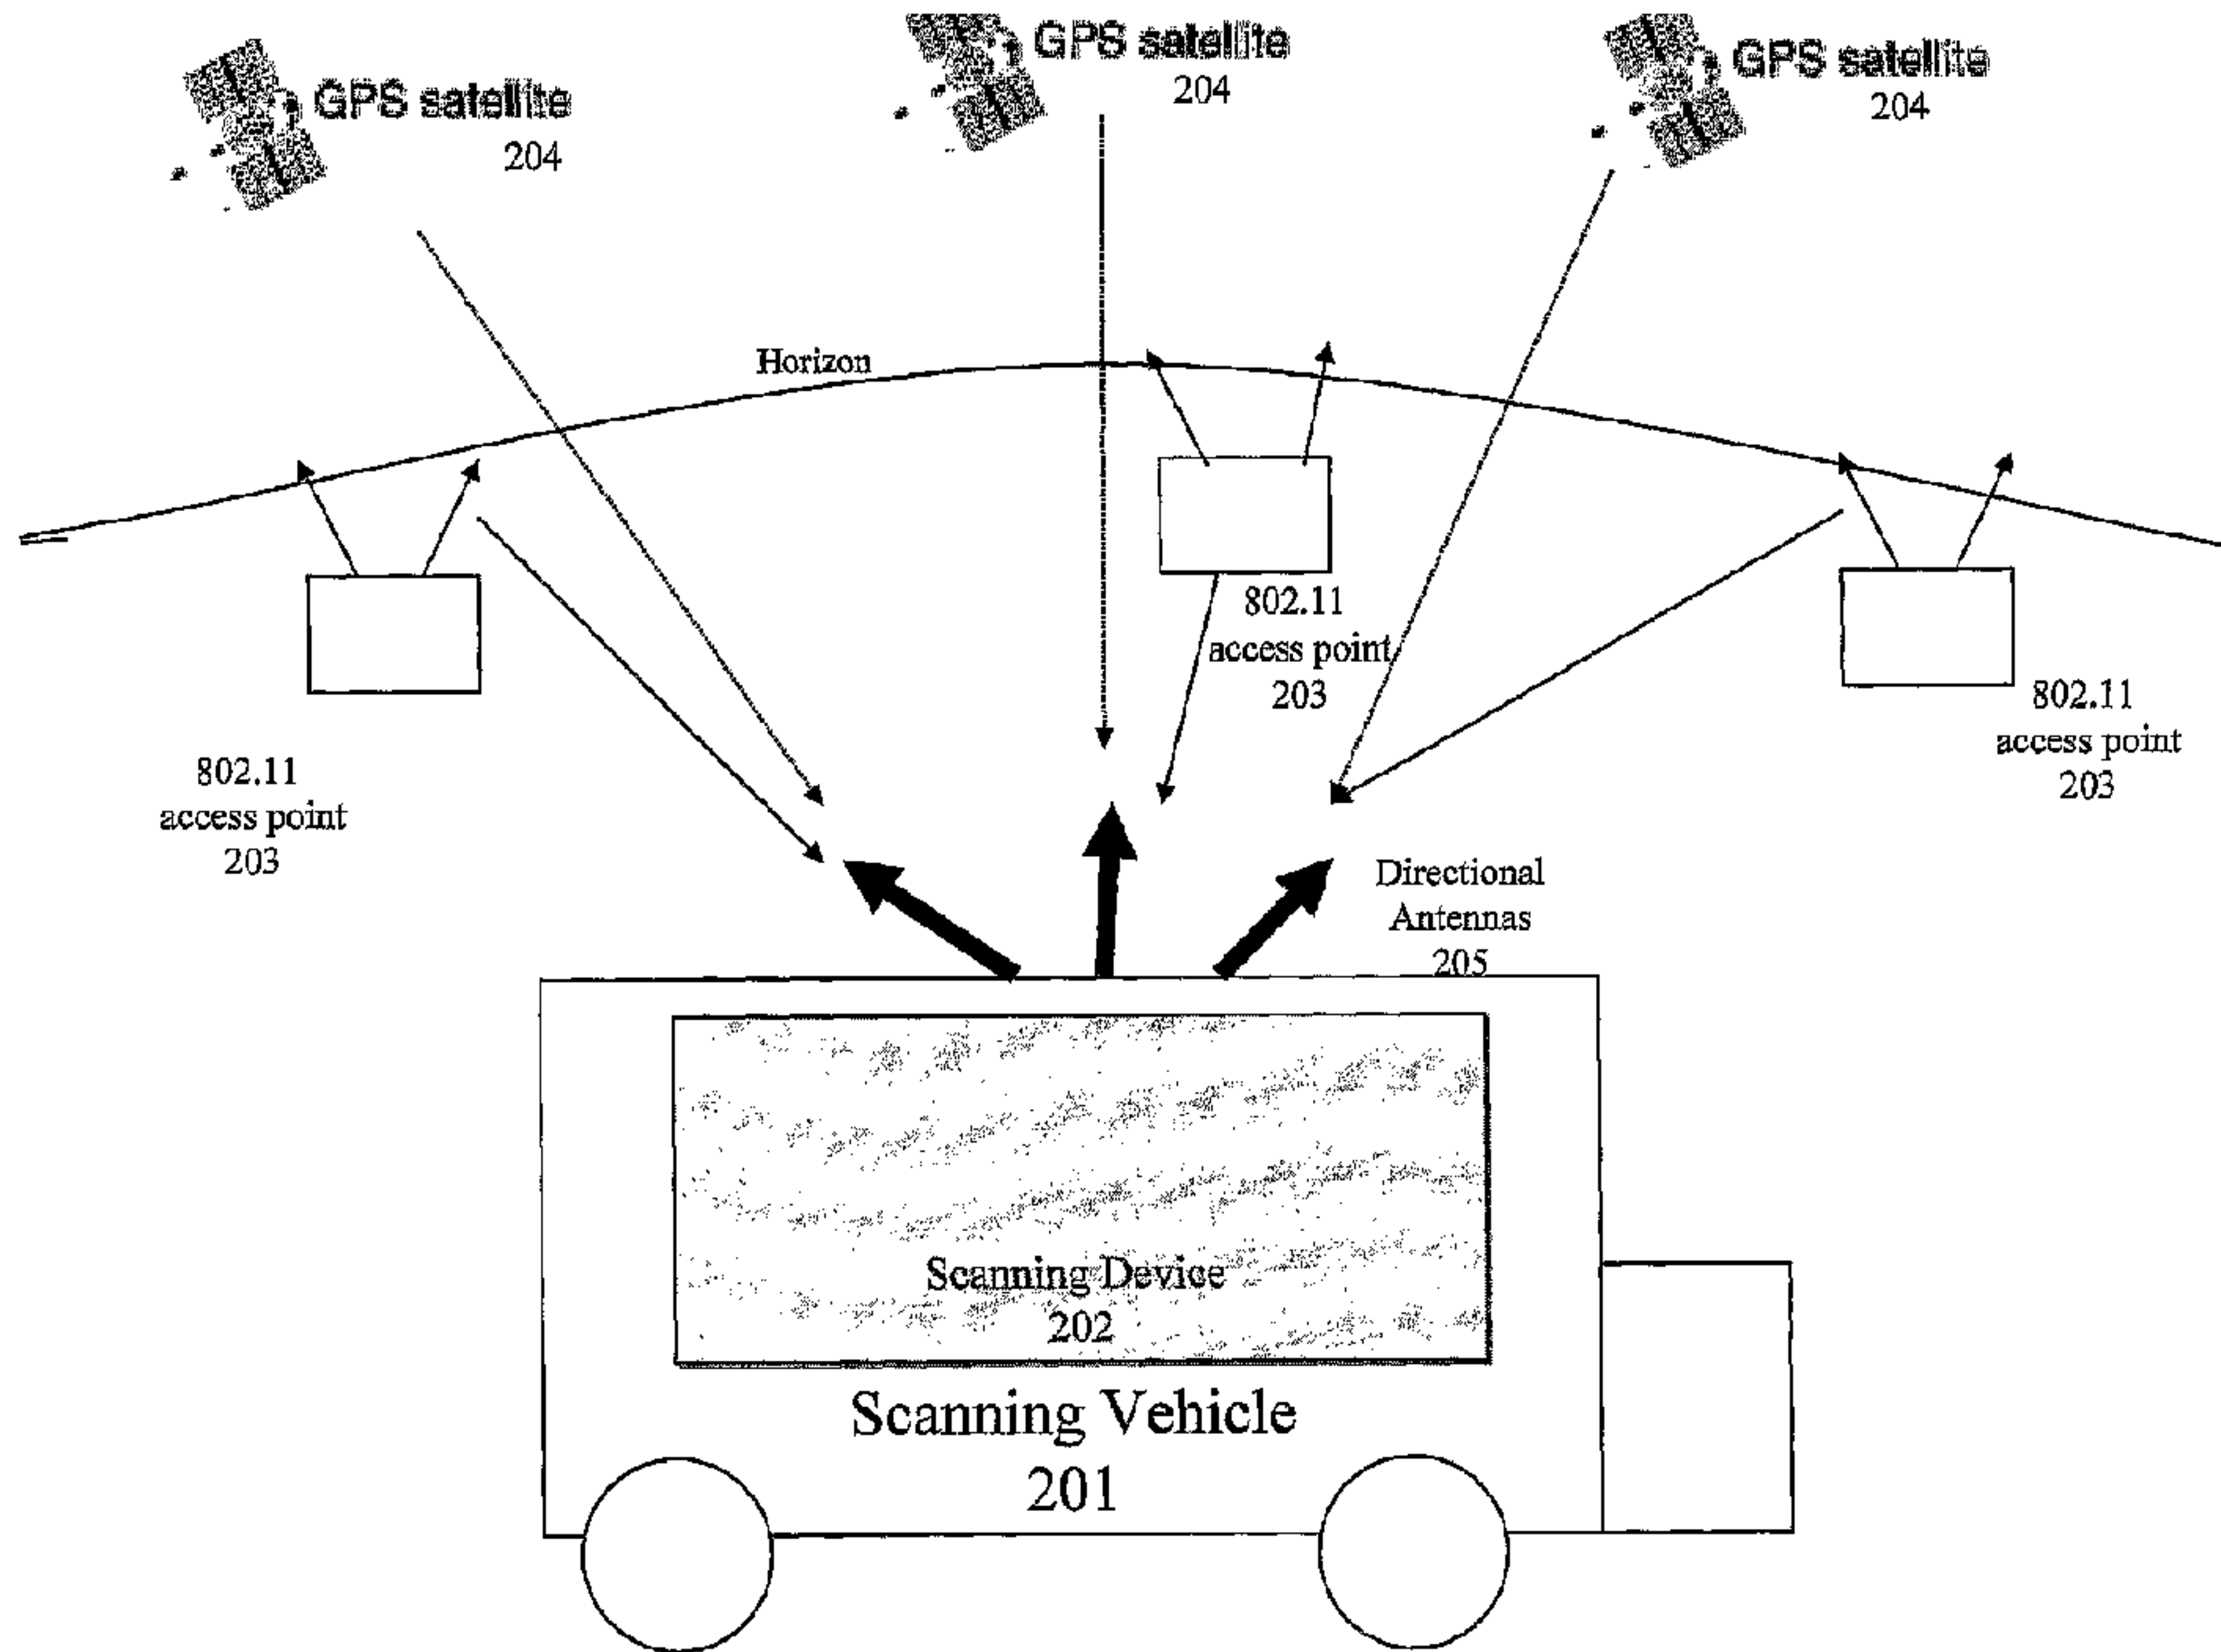 GPS satellite
204
GPS satellite
204
GPS satellite
204
Horizon
802.11
access point
203
802.11
access point
203
802.11
access point
203
Directional
Antennas
205
Scanning Device
202
Scanning Vehicle
201